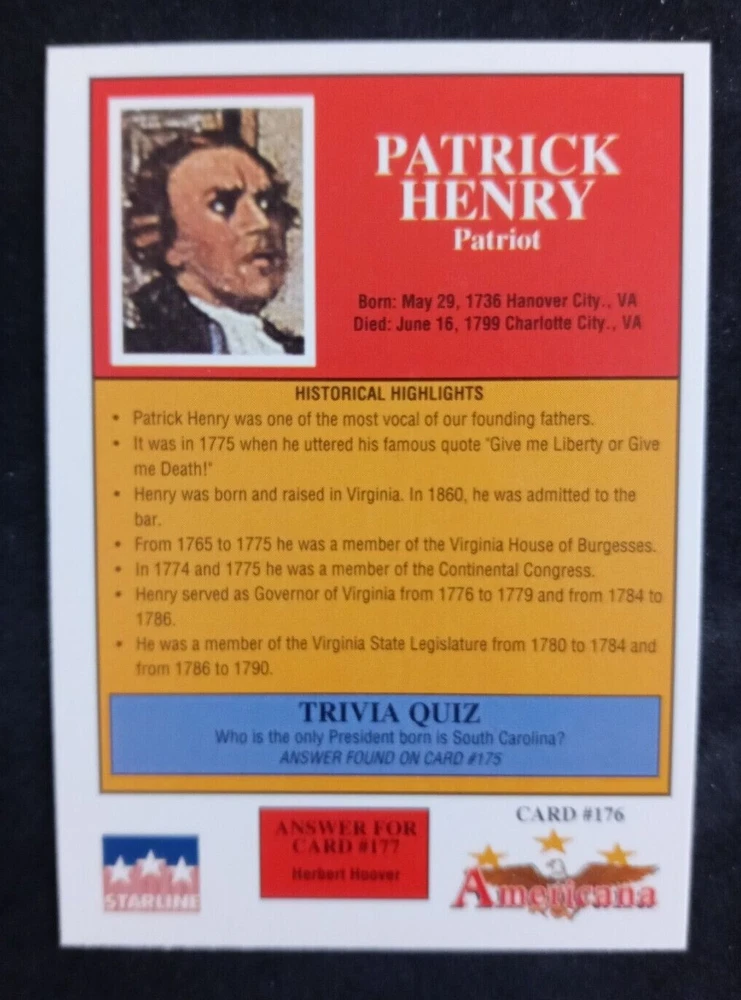 PATRICK
HENRY
Patriot
Born: May 29, 1736 Hanover City., VA
Died: June 16, 1799 Charlotte City., VA
HISTORICAL HIGHLIGHTS
• Patrick Henry was one of the most vocal of our founding fathers.
• It was in 1775 when he uttered his famous quote "Give me Liberty or Give
me Death!"
• Henry was born and raised in Virginia. In 1860, he was admitted to the
bar.
• From 1765 to 1775 he was a member of the Virginia House of Burgesses.
• In 1774 and 1775 he was a member of the Continental Congress.
• Henry served as Governor of Virginia from 1776 to 1779 and from 1784 to
1786.
• He was a member of the Virginia State Legislature from 1780 to 1784 and
from 1786 to 1790.
TRIVIA QUIZ
Who is the only President born is South Carolina?
ANSWER FOUND ON CARD #175
CARD #176
ANSWER FOR
CARD #177
Herbert Hoover
STARLINE
Americana